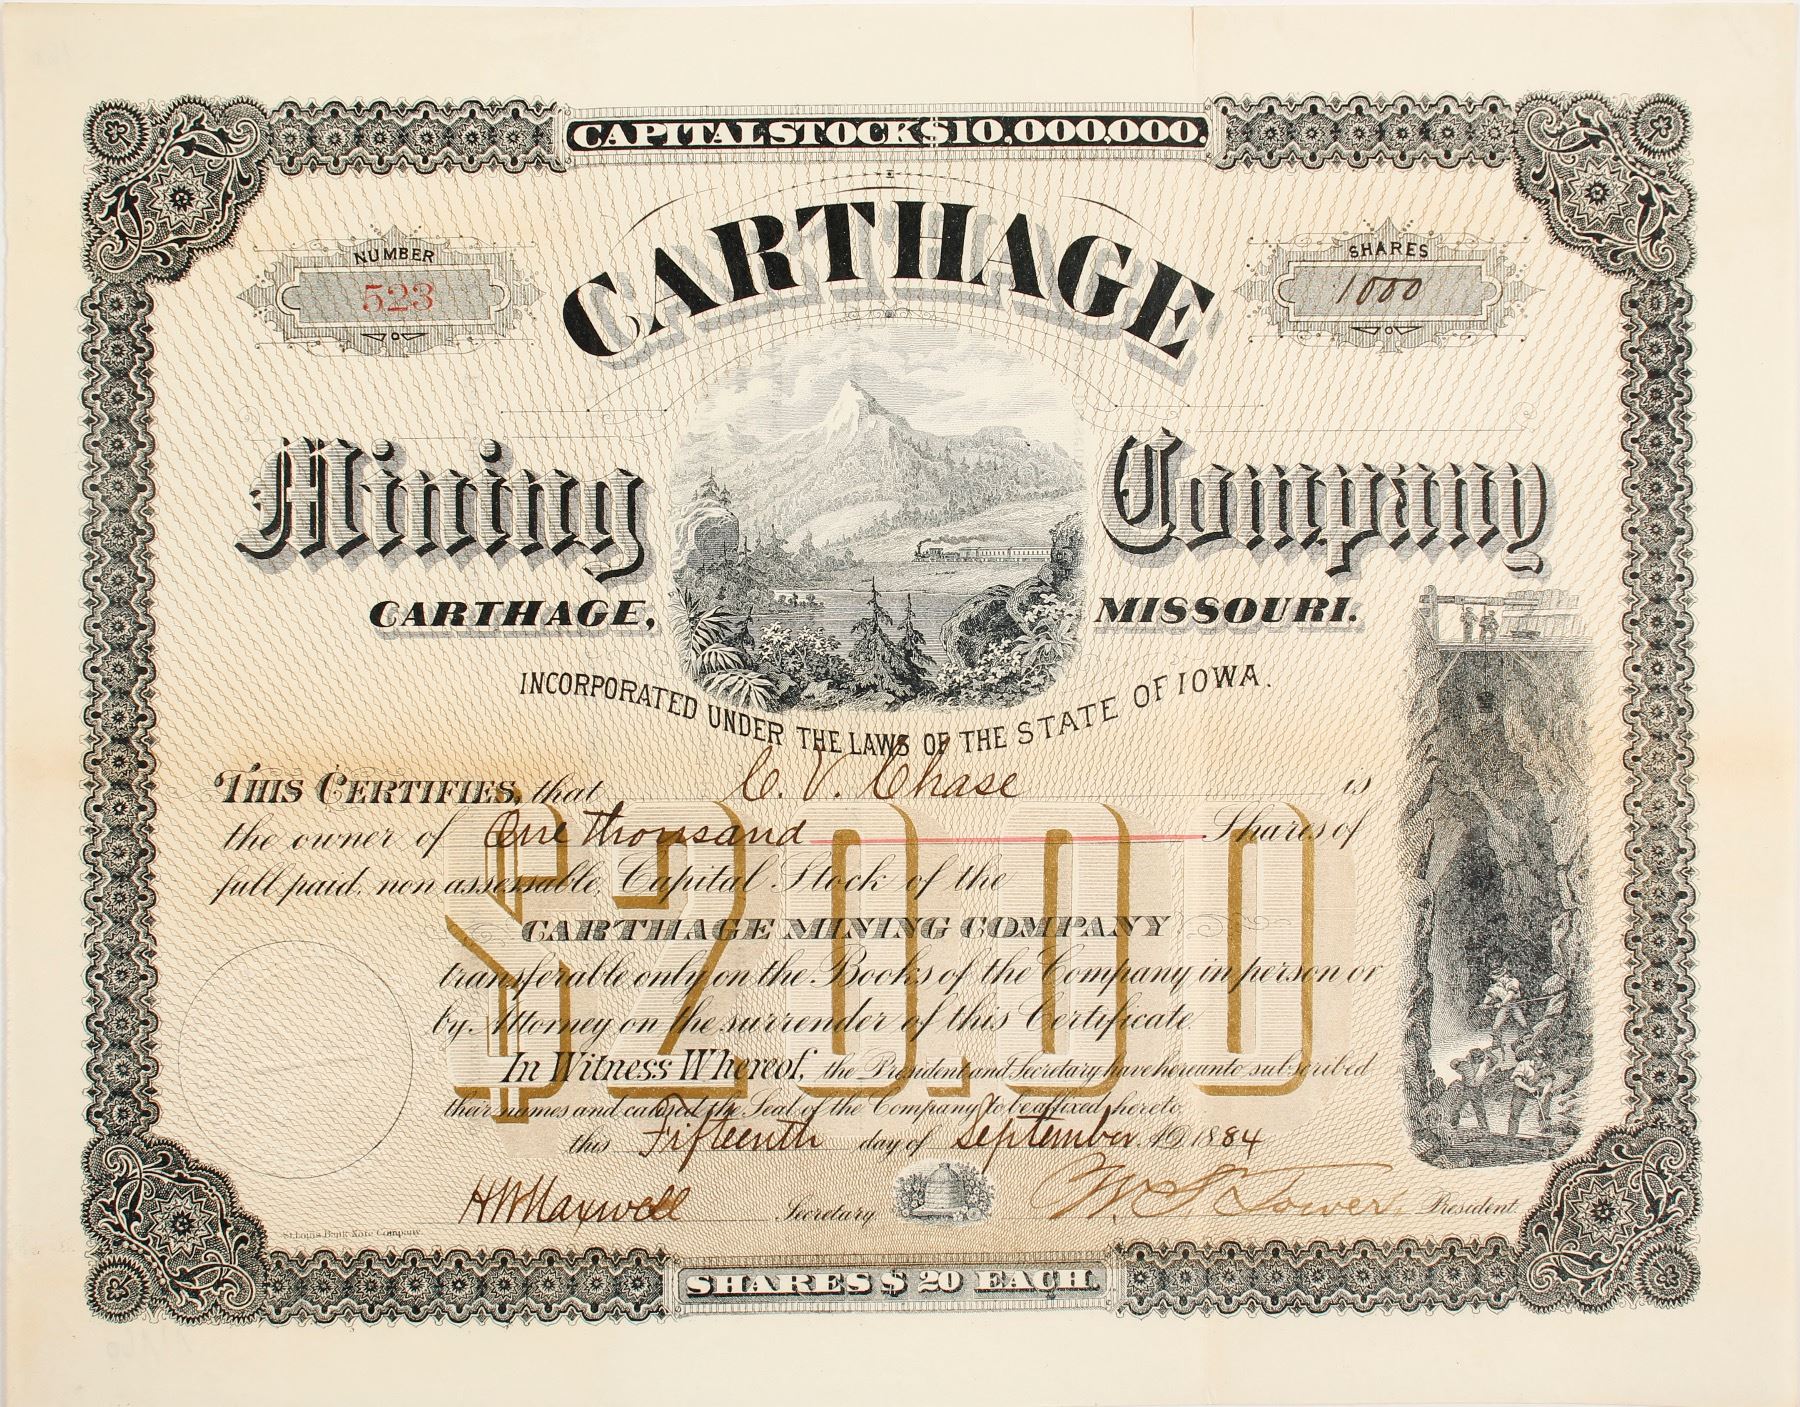 CAPITAL STOCK $10,000,000.
NUMBER
523
SHARES
1000
CARTHAGE
Mining Company
CARTHAGE, MISSOURI.
INCORPORATED UNDER THE LAWS OF THE STATE OF IOWA.
THIS CERTIFIES, that C. V. Chase is
the owner of One Thousand Shares of
full paid, non assessable, Capital Stock of the
CARTHAGE MINING COMPANY
transferable only on the Books of the Company in person or
by Attorney on the surrender of this Certificate.
In Witness Whereof, the President and Secretary have hereunto subscribed
their names and caused the Seal of the Company to be affixed hereto,
this Fifteenth day of September AD 1884
H W Maxwell Secretary. W. S. Tower, President.
St. Louis Bank Note Company
SHARES $ 20 EACH.
$20.00